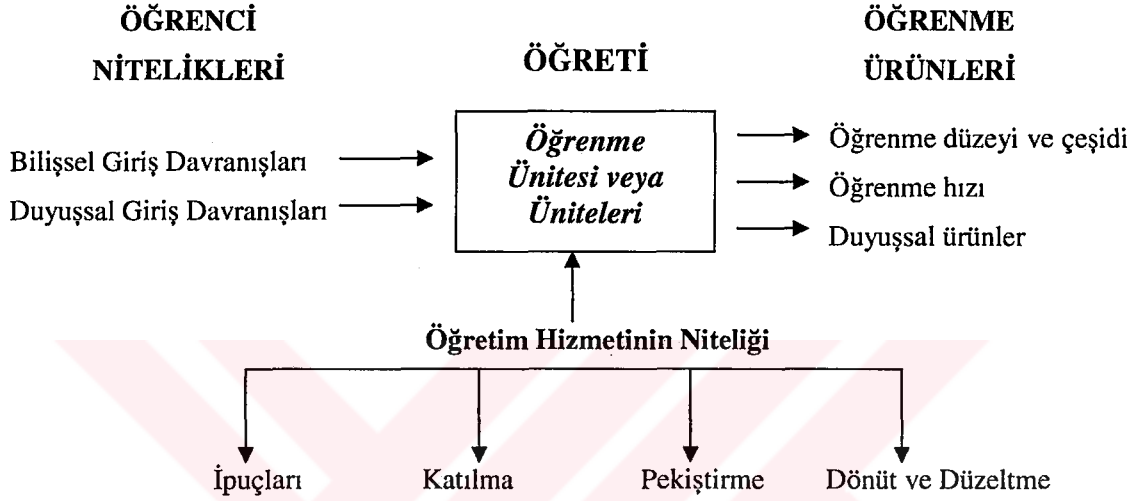 ÖĞRENCİ
NİTELİKLERİ
ÖĞRETİ
ÖĞRENME
ÜRÜNLERİ
Bilişsel Giriş Davranışları
Duyuşsal Giriş Davranışları
Öğrenme
Ünitesi veya
Üniteleri
Öğrenme düzeyi ve çeşidi
Öğrenme hızı
Duyuşsal ürünler
Öğretim Hizmetinin Niteliği
İpuçları
Katılma
Pekiştirme
Dönüt ve Düzeltme